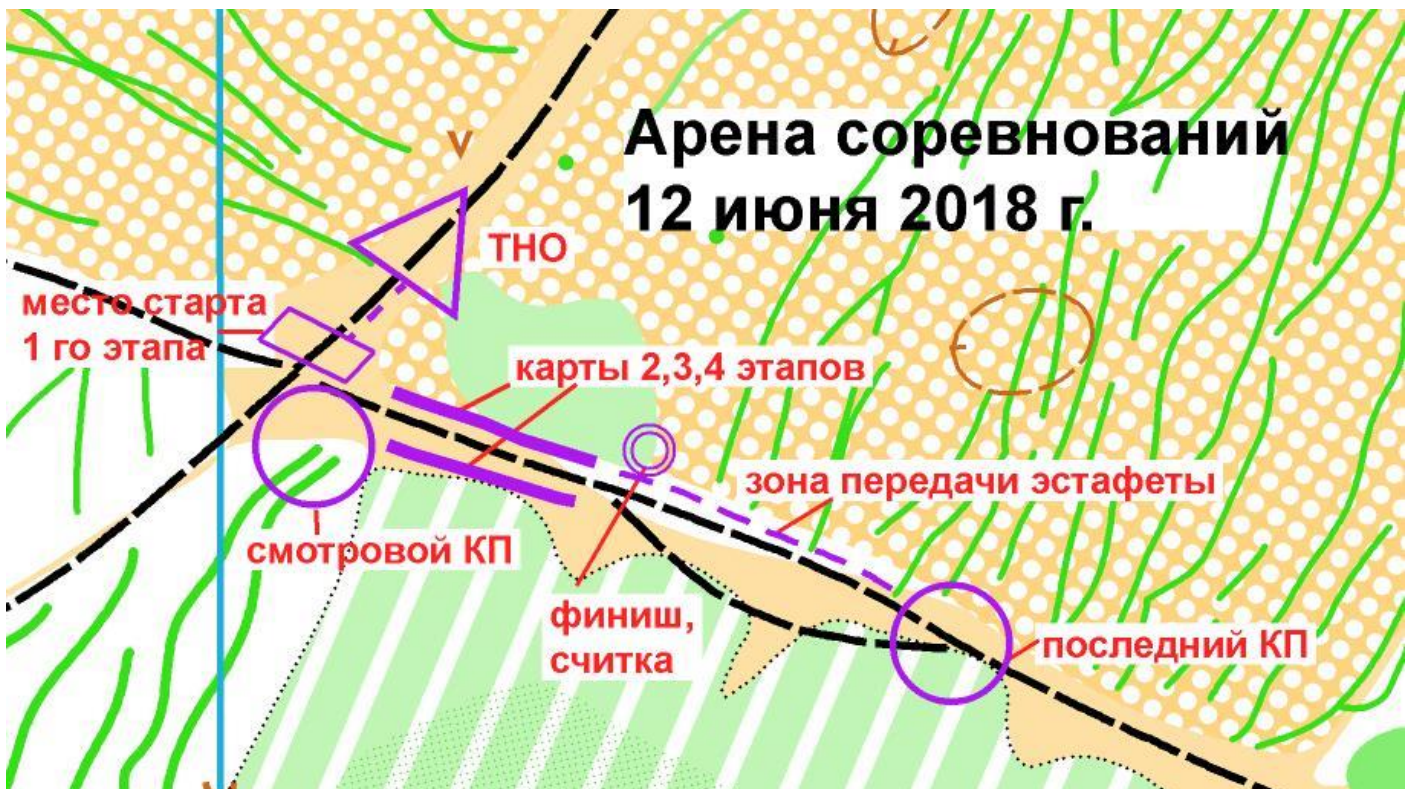 Арена соревнований
12 июня 2018 г.
ТНО
место старта
1 го этапа
карты 2,3,4 этапов
зона передачи эстафеты
смотровой КП
финиш,
считка
последний КП